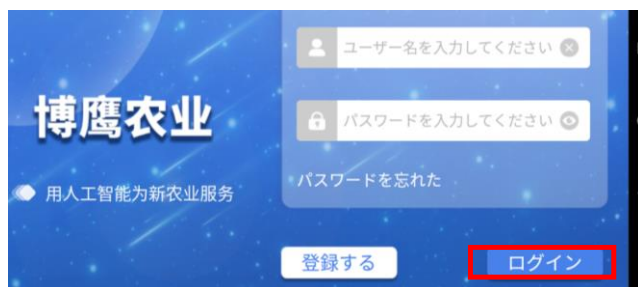 博鹰农业
用人工智能为新农业服务
ユーザー名を入力してください
パスワードを入力してください
パスワードを忘れた
登録する
ログイン